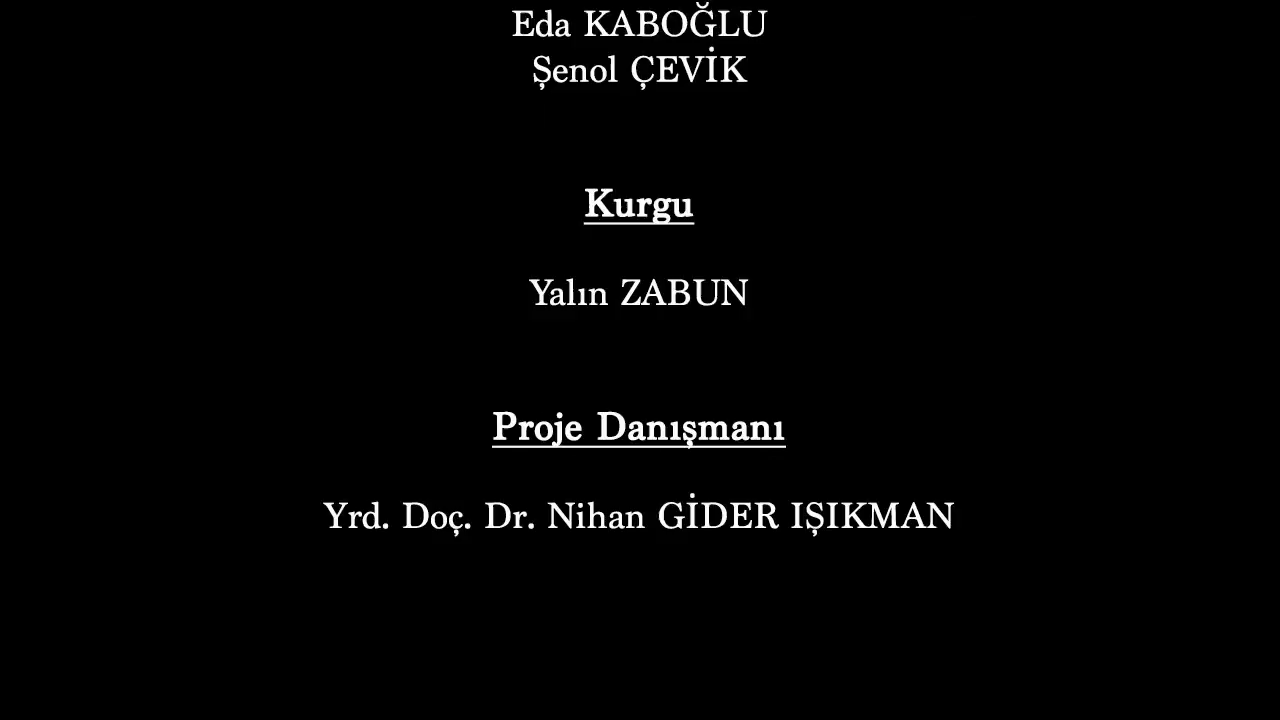 Eda KABOĞLU
Şenol ÇEVİK
Kurgu
Yalın ZABUN
Proje Danışmanı
Yrd. Doç. Dr. Nihan GİDER IŞIKMAN